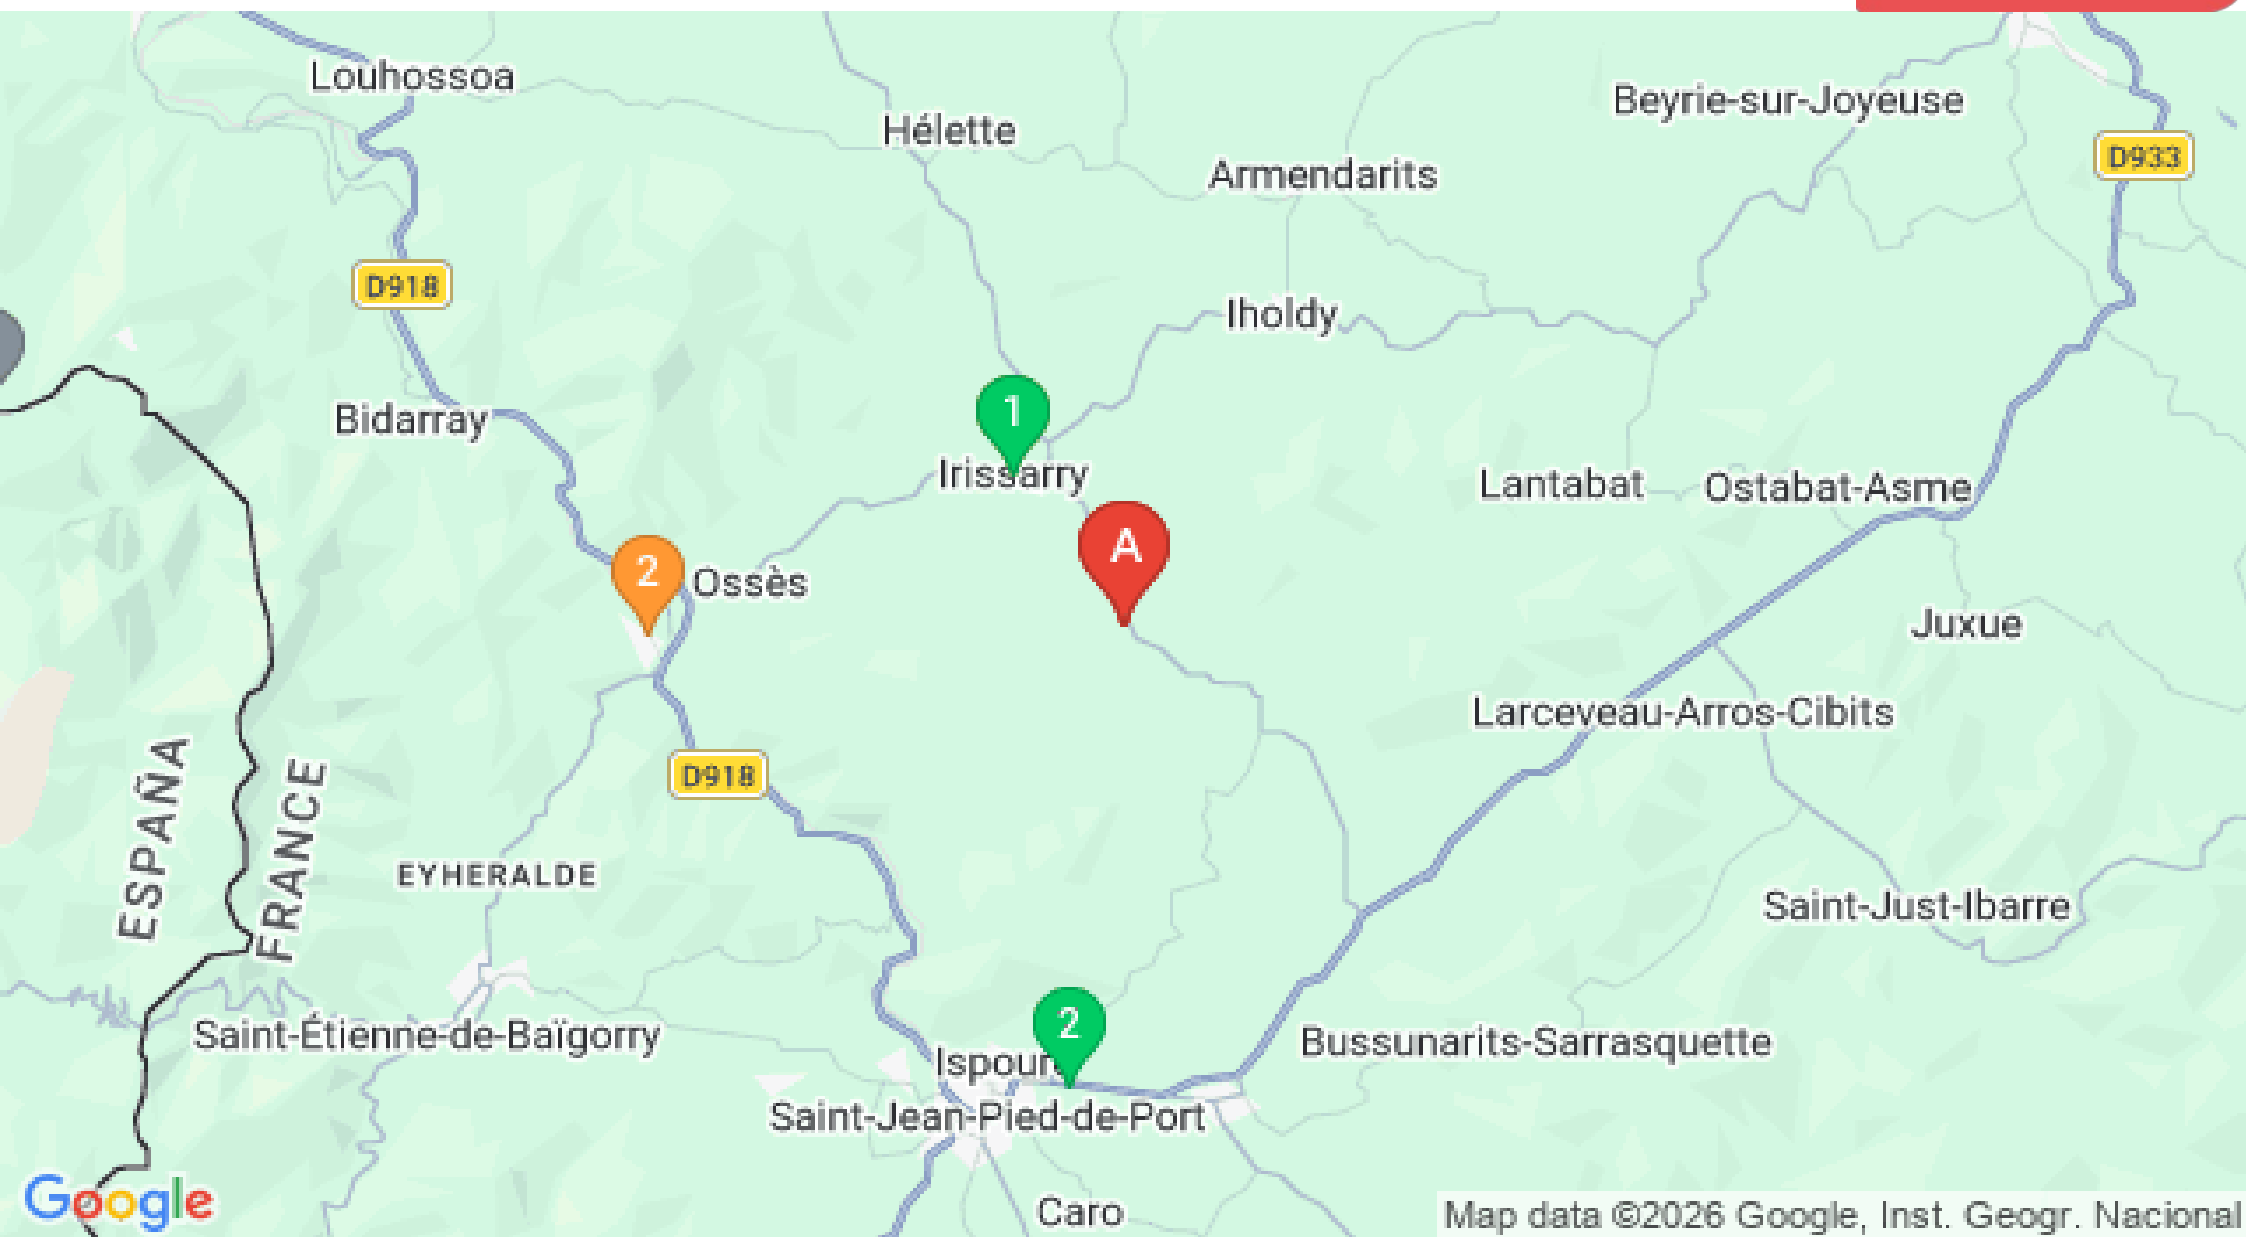 Louhossoa
Beyrie-sur-Joyeuse
Hélette
D933
Armendarits
D918
Iholdy
1
Bidarray
Irissarry
Lantabat
Ostabat-Asme
A
2
Ossès
Juxue
Larceveau-Arros-Cibits
D918
ESPAÑA
FRANCE
EYHERALDE
Saint-Just-Ibarre
2
Saint-Étienne-de-Baïgorry
Ispoure
Bussunarits-Sarrasquette
Saint-Jean-Pied-de-Port
Google
Caro
Map data ©2026 Google, Inst. Geogr. Nacional